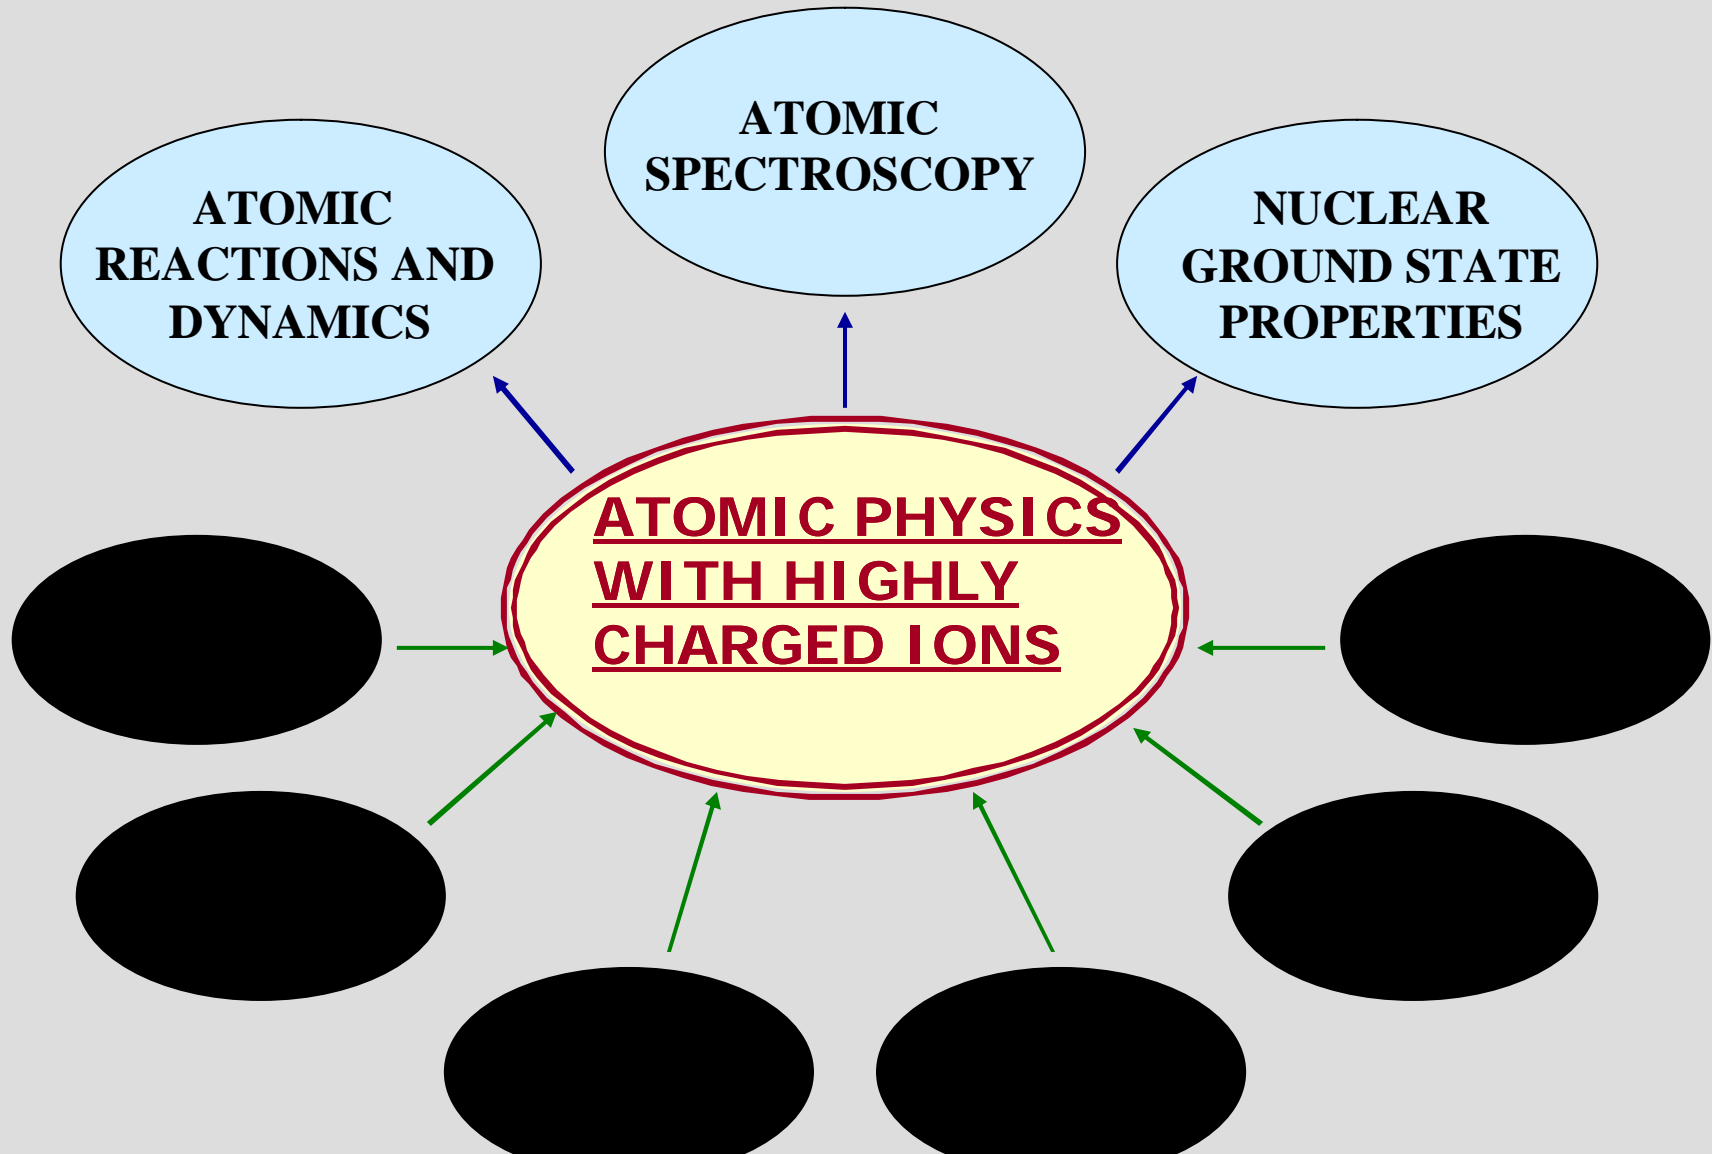 ATOMIC
SPECTROSCOPY
ATOMIC
REACTIONS AND
DYNAMICS
NUCLEAR
GROUND STATE
PROPERTIES
ATOMIC PHYSICS
WITH HIGHLY
CHARGED IONS